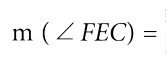 m ( ∠ FEC) =